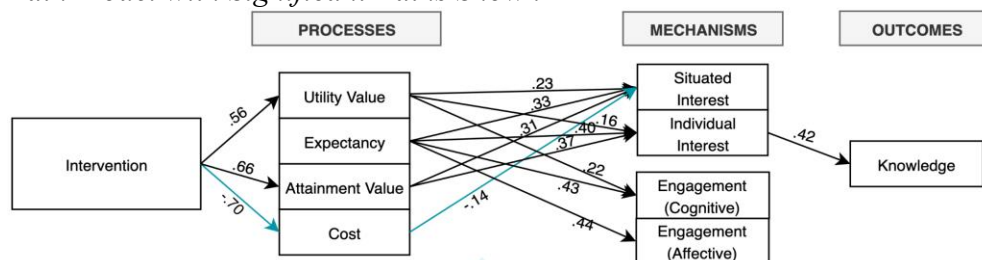 PROCESSES
MECHANISMS
OUTCOMES
Intervention
.56
.66
-.70
Utility Value
Expectancy
Attainment Value
Cost
.23
.33
.31
.16
.40
.37
.22
.43
-.14
.44
Situated
Interest
Individual
Interest
Engagement
(Cognitive)
Engagement
(Affective)
.42
Knowledge